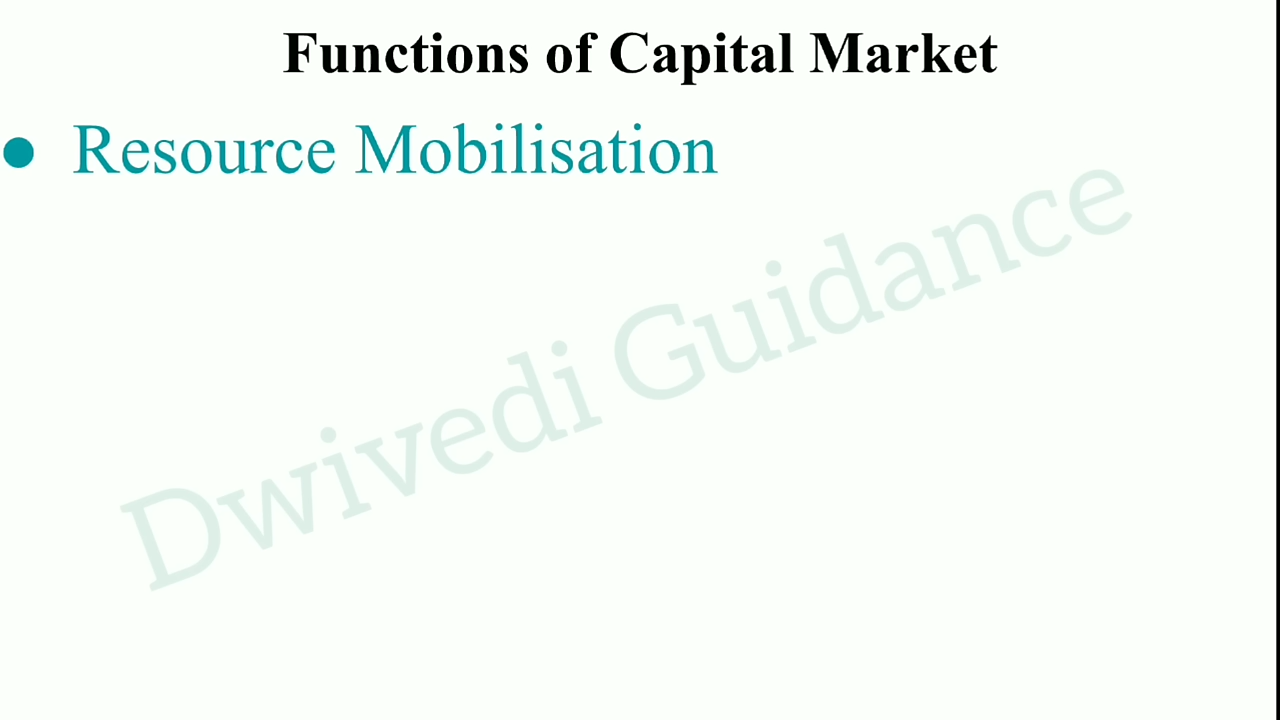 Functions of Capital Market
● Resource Mobilisation
Dwivedi Guidance